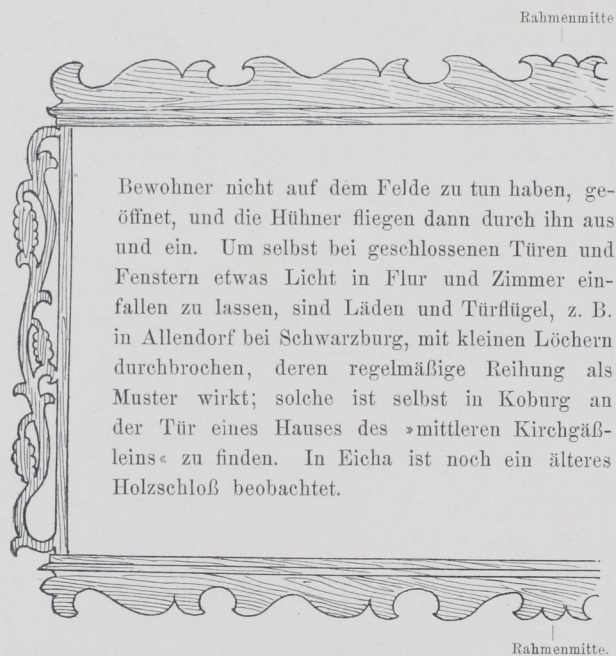 Rahmenmitte
Bewohner nicht auf dem Felde zu tun haben, ge-
öffnet, und die Hühner fliegen dann durch ihn aus
und ein. Um selbst bei geschlossenen Türen und
Fenstern etwas Licht in Flur und Zimmer ein-
fallen zu lassen, sind Läden und Türflügel, z. B.
in Allendorf bei Schwarzburg, mit kleinen Löchern
durchbrochen, deren regelmäßige Reihung als
Muster wirkt; solche ist selbst in Koburg an
der Tür eines Hauses des »mittleren Kirchgäß-
leins« zu finden. In Eicha ist noch ein älteres
Holzschloß beobachtet.
Rahmenmitte.